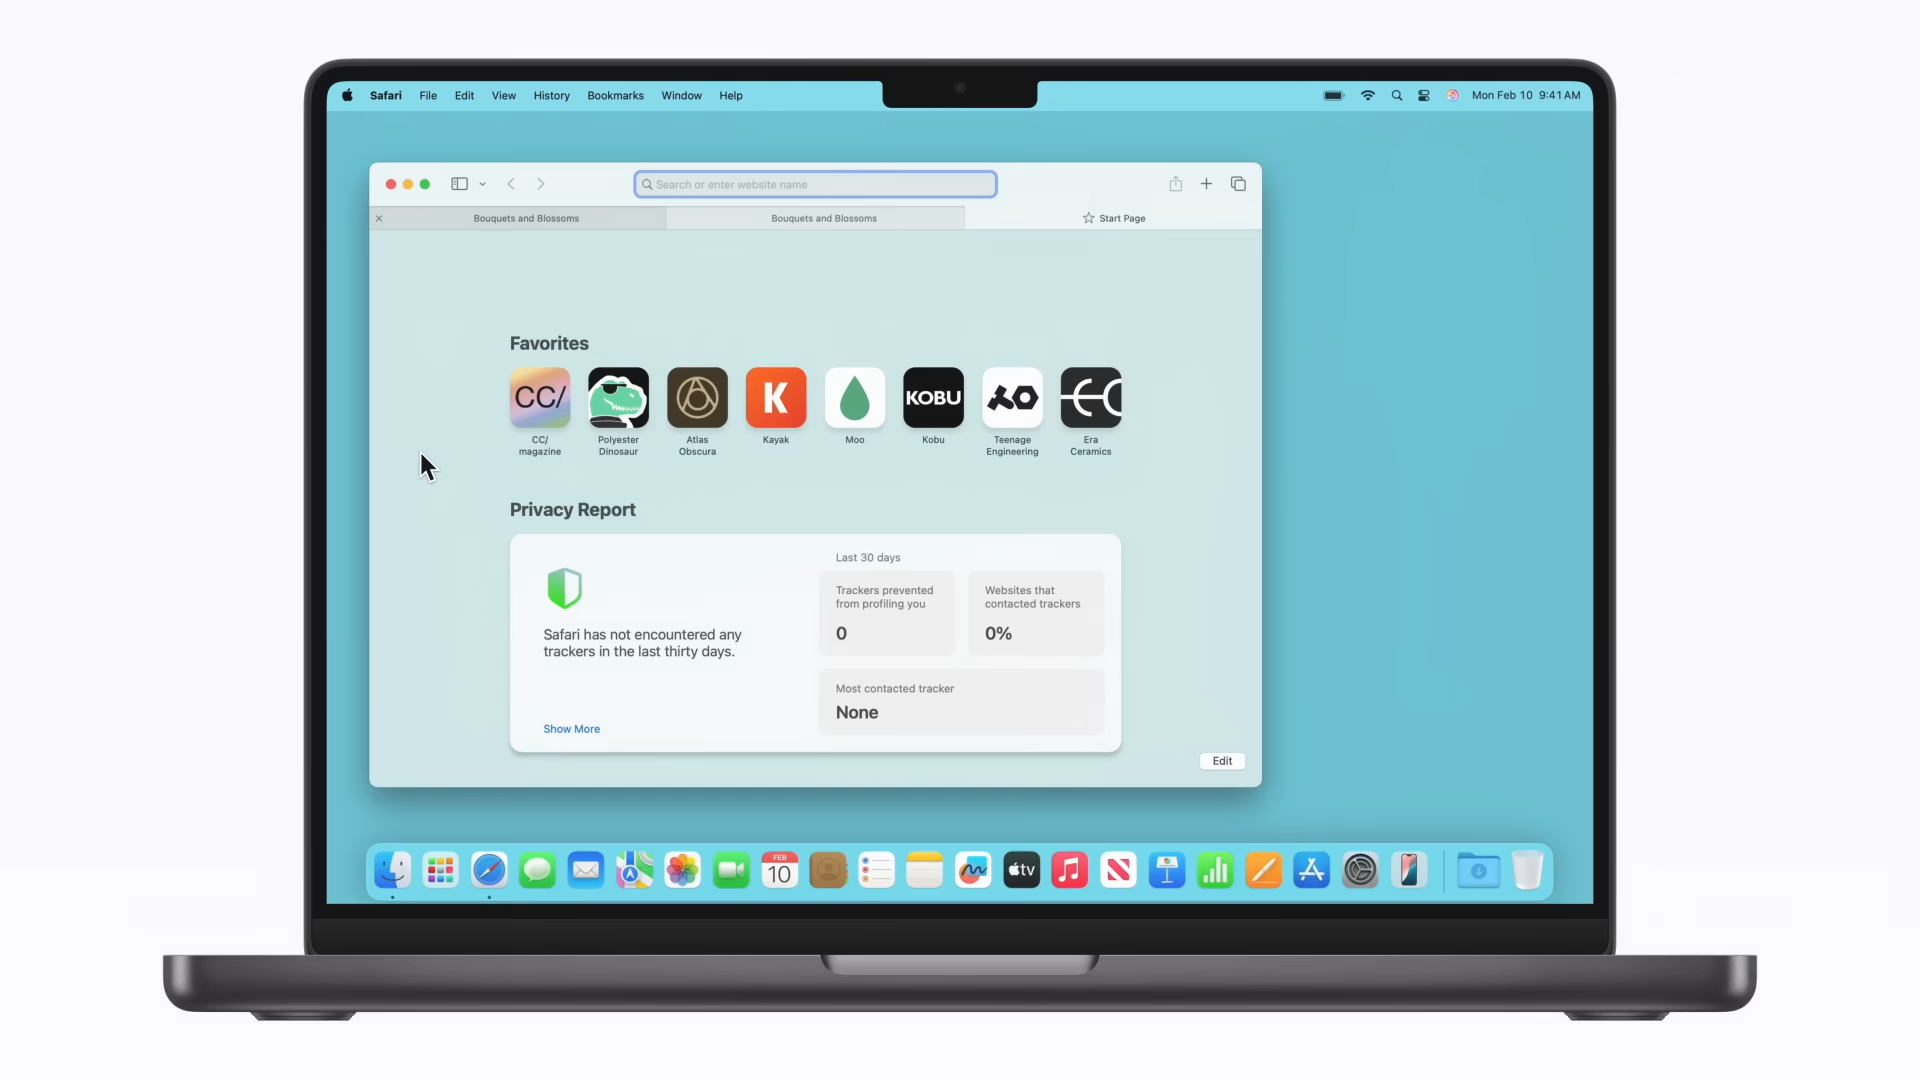 Safari File Edit View History Bookmarks Window Help
Mon Feb 10 9:41 AM
Search or enter website name
Bouquets and Blossoms
Bouquets and Blossoms
Start Page
Favorites
CC/
KOBU
CC/
magazine
Polyester
Dinosaur
Atlas
Obscura
Kayak
Moo
Kobu
Teenage
Engineering
Era
Ceramics
Privacy Report
Safari has not encountered any
trackers in the last thirty days.
Show More
Last 30 days
Trackers prevented
from profiling you
0
Websites that
contacted trackers
0%
Most contacted tracker
None
Edit
FEB
10
tv